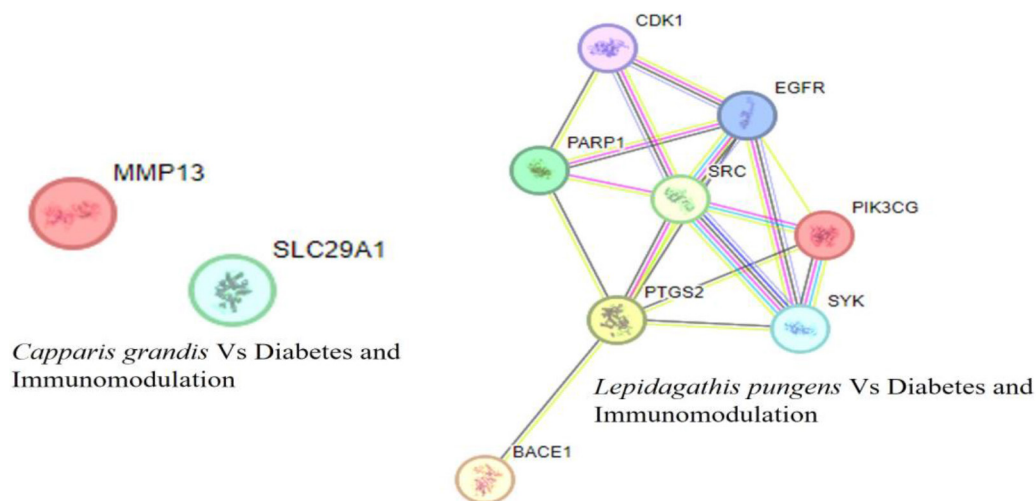 CDK1
EGFR
PARP1
SRC
MMP13
PIK3CG
SLC29A1
PTGS2
SYK
Capparis grandis Vs Diabetes and
Immunomodulation
Lepidagathis pungens Vs Diabetes and
Immunomodulation
BACE1